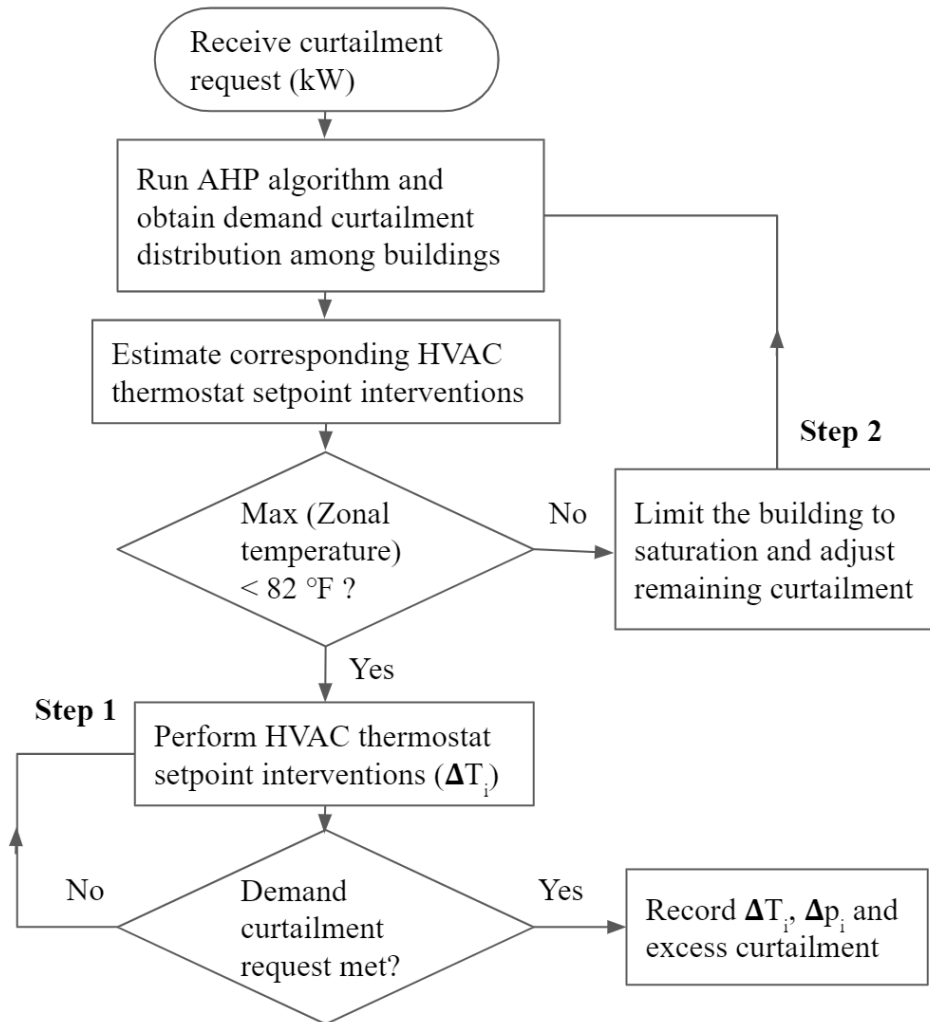 Receive curtailment
request (kW)
Run AHP algorithm and
obtain demand curtailment
distribution among buildings
Estimate corresponding HVAC
thermostat setpoint interventions
Step 2
Max (Zonal
temperature)
< 82 °F ?
No
Limit the building to
saturation and adjust
remaining curtailment
Yes
Step 1
Perform HVAC thermostat
setpoint interventions (ΔTᵢ)
No
Demand
curtailment
request met?
Yes
Record ΔTᵢ, Δpᵢ and
excess curtailment